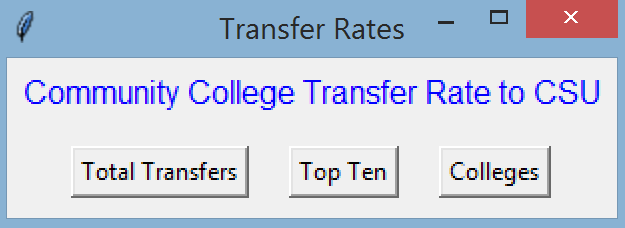 Transfer Rates
Community College Transfer Rate to CSU
Total Transfers Top Ten Colleges